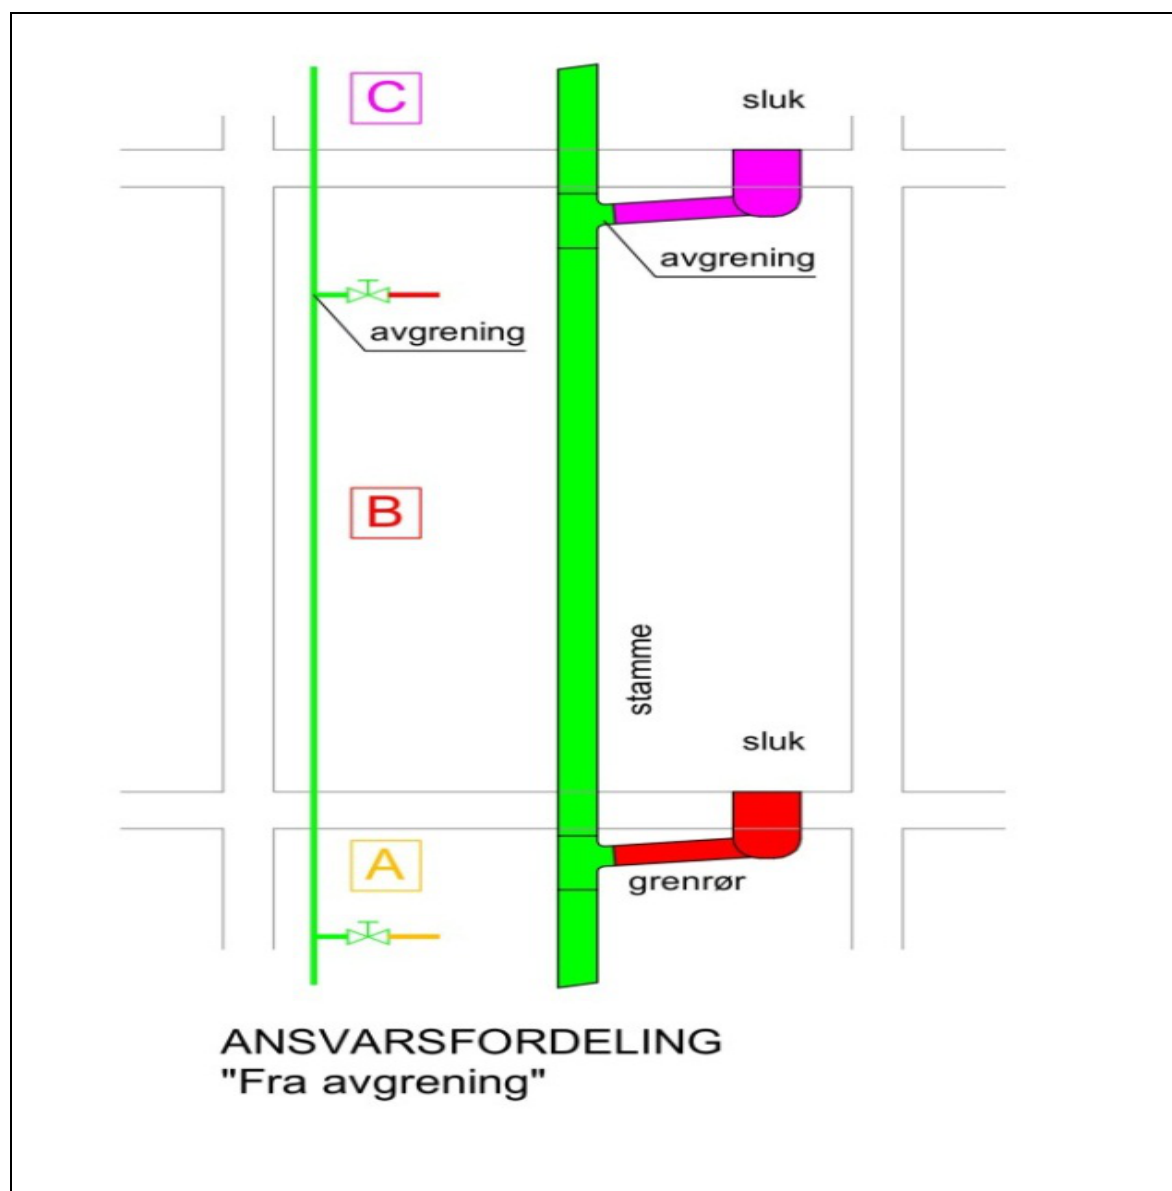 C
sluk
avgrening
avgrening
B
stamme
sluk
A
grenrør
ANSVARSFORDELING
"Fra avgrening"